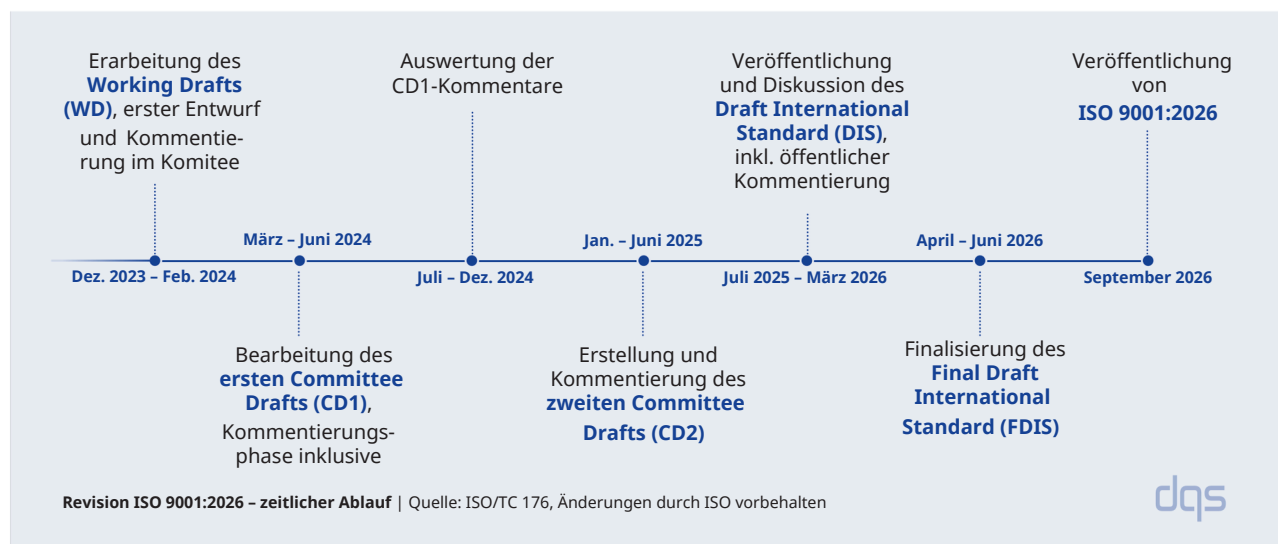 Erarbeitung des
Working Drafts
(WD), erster Entwurf
und Kommentie-
rung im Komitee
Dez. 2023 – Feb. 2024
März – Juni 2024
Bearbeitung des
ersten Committee
Drafts (CD1),
Kommentierungs-
phase inklusive
Auswertung der
CD1-Kommentare
Juli – Dez. 2024
Jan. – Juni 2025
Erstellung und
Kommentierung des
zweiten Committee
Drafts (CD2)
Veröffentlichung
und Diskussion des
Draft International
Standard (DIS),
inkl. öffentlicher
Kommentierung
Juli 2025 – März 2026
April – Juni 2026
Finalisierung des
Final Draft
International
Standard (FDIS)
Veröffentlichung
von
ISO 9001:2026
September 2026
Revision ISO 9001:2026 – zeitlicher Ablauf | Quelle: ISO/TC 176, Änderungen durch ISO vorbehalten
dqs